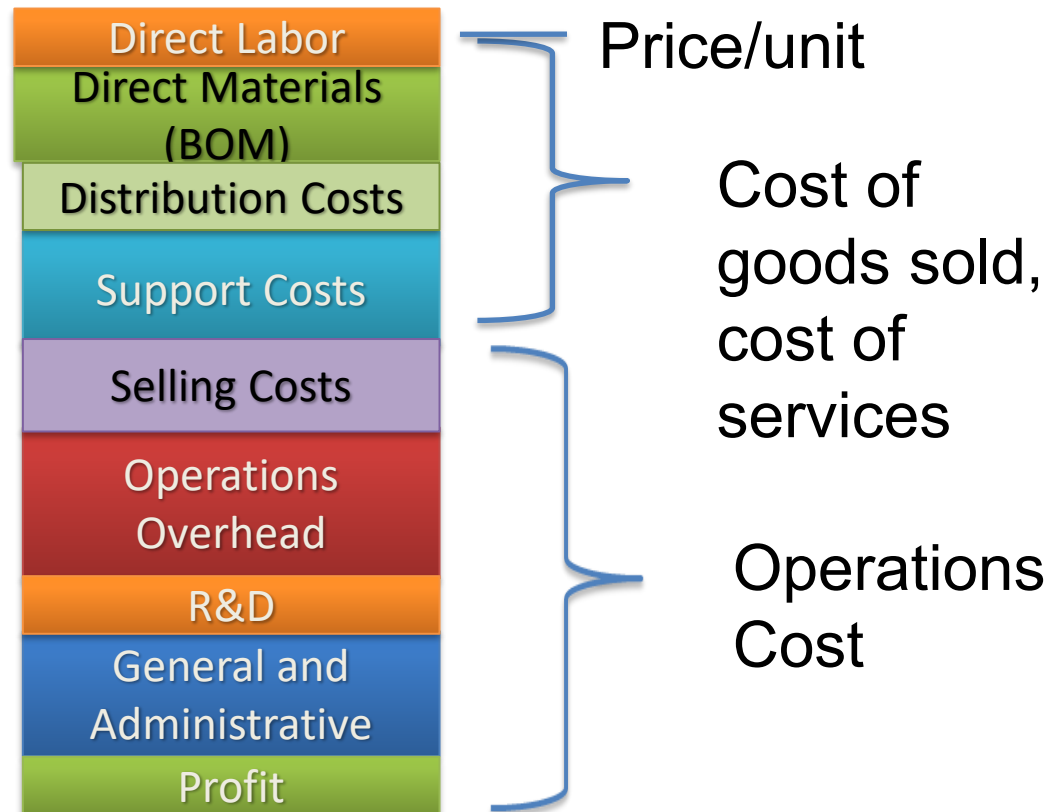 Direct Labor
Direct Materials
(BOM)
Distribution Costs
Support Costs
Selling Costs
Operations
Overhead
R&D
General and
Administrative
Profit
Price/unit
Cost of
goods sold,
cost of
services
Operations
Cost